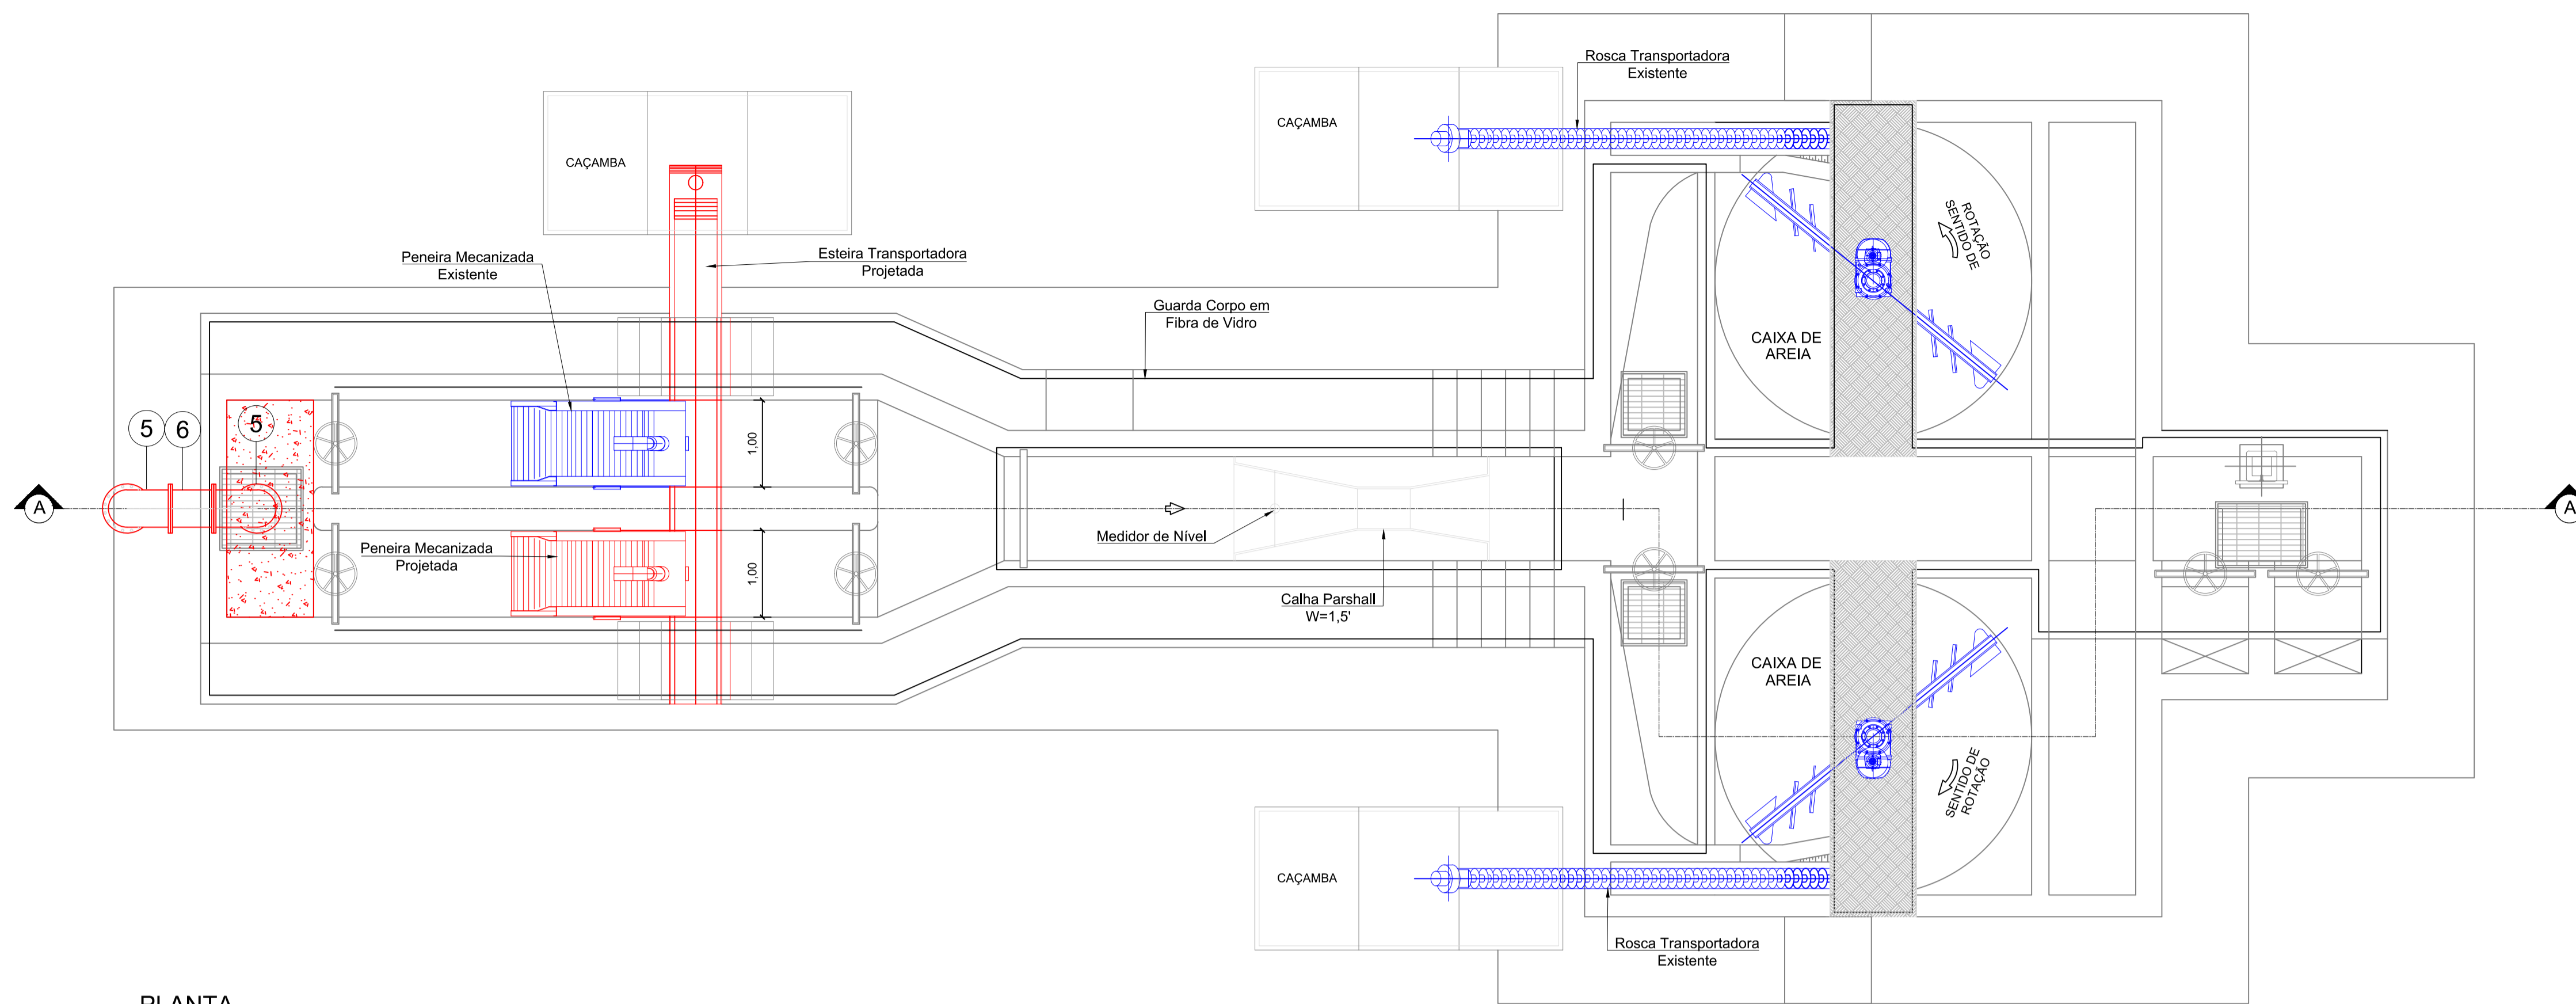 Rosca Transportadora
Existente
CAÇAMBA
CAÇAMBA
ROTAÇÃO
SENTIDO DE
Peneira Mecanizada
Existente
Esteira Transportadora
Projetada
Guarda Corpo em
Fibra de Vidro
CAIXA DE
AREIA
5
6
5
1,00
A
A
Medidor de Nível
Peneira Mecanizada
Projetada
1,00
Calha Parshall
W=1,5'
CAIXA DE
AREIA
SENTIDO DE
ROTAÇÃO
CAÇAMBA
Rosca Transportadora
Existente
PLANTA